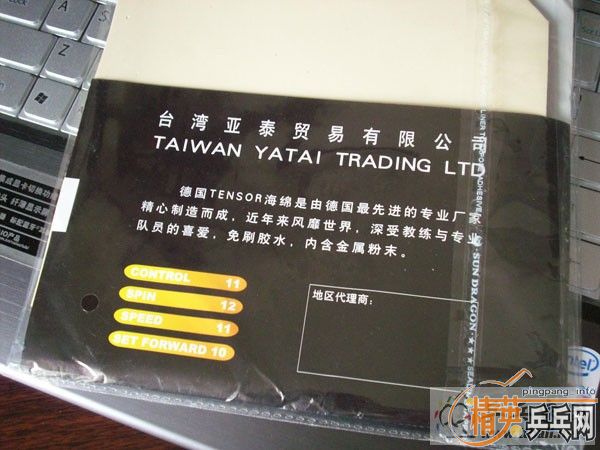 台湾亚泰贸易有限公司
TAIWAN YATAI TRADING LTD
德国TENSOR海绵是由德国最先进的专业厂家
精心制造而成，近年来风靡世界，深受教练与专业
队员的喜爱，免刷胶水，内含金属粉末。
CONTROL 11
SPIN 12
SPEED 11
SET FORWARD 10
地区代理商：
SUN DRAGON
intel
pingpang_info
精英乒乓网